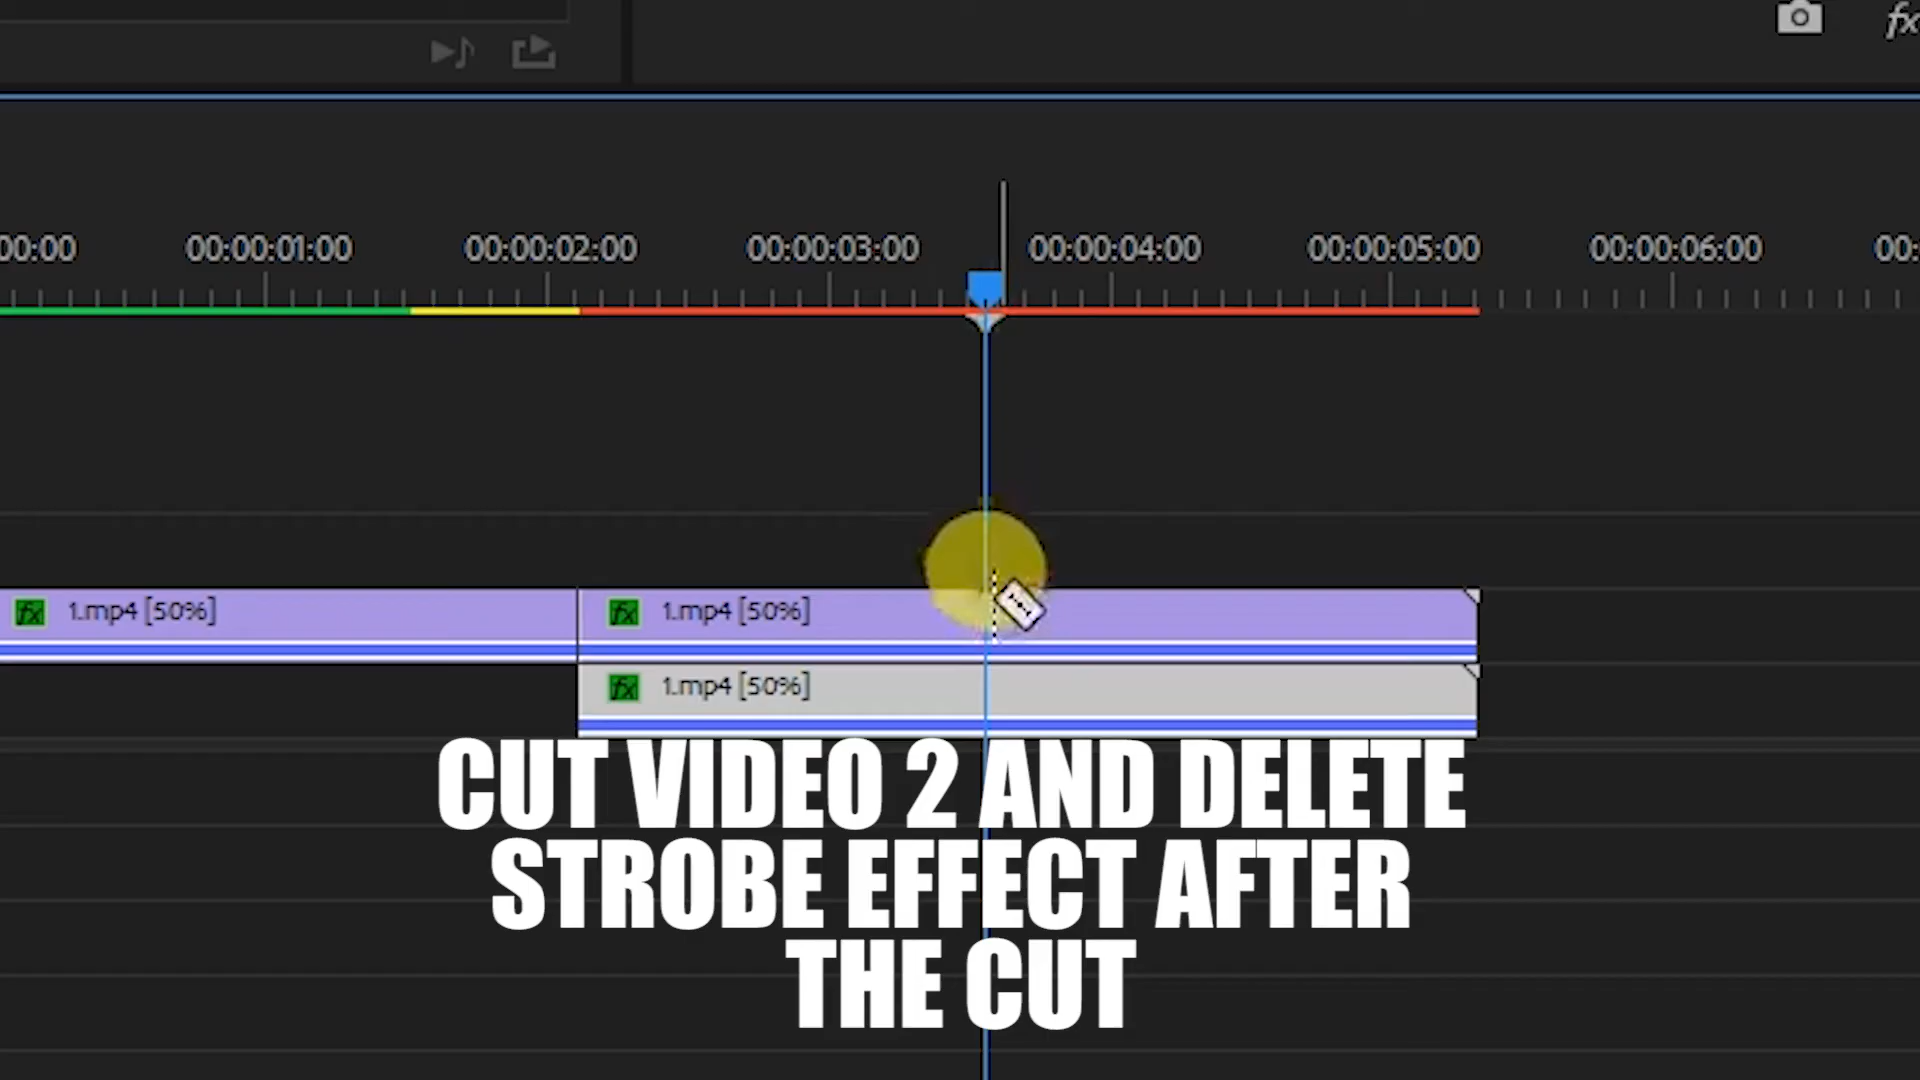 fx
00:00 00:00:01:00 00:00:02:00 00:00:03:00 00:00:04:00 00:00:05:00 00:00:06:00 00:
fx 1.mp4 [50%] fx 1.mp4 [50%]
fx 1.mp4 [50%]
CUT VIDEO 2 AND DELETE
STROBE EFFECT AFTER
THE CUT